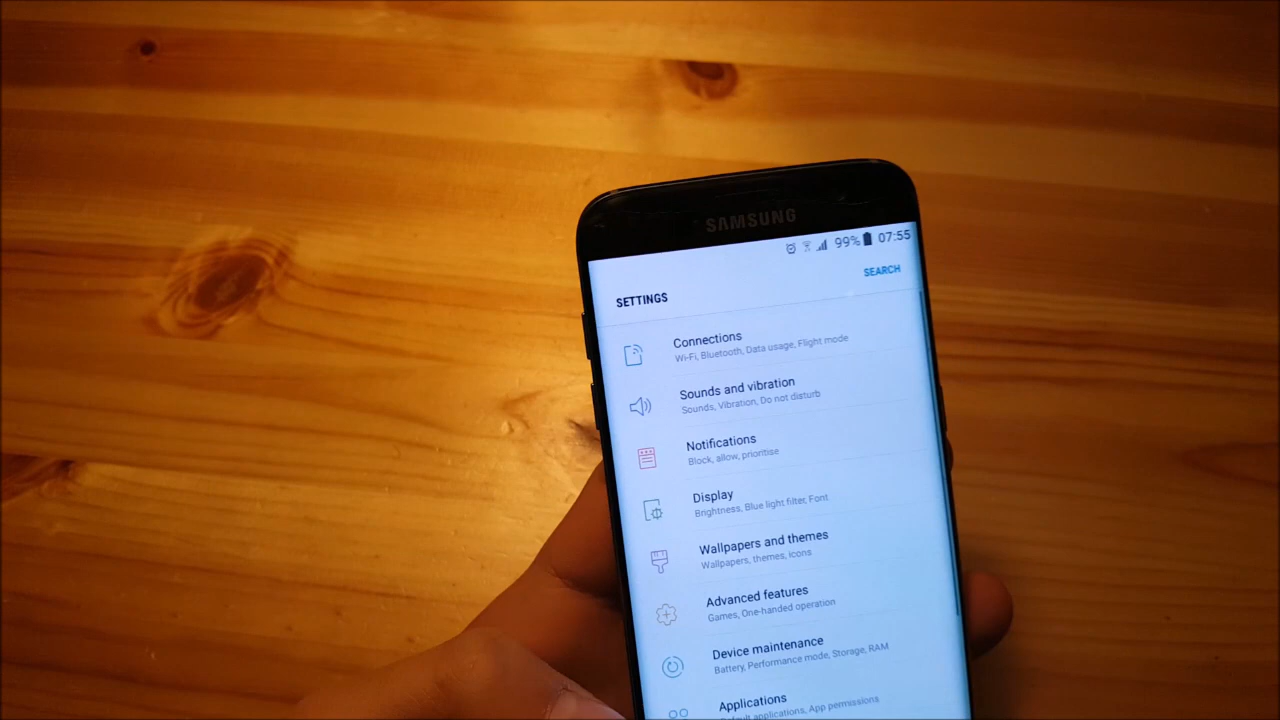 SAMSUNG
99% 07:55
SEARCH
SETTINGS
Connections
Wi-Fi, Bluetooth, Data usage, Flight mode
Sounds and vibration
Sounds, Vibration, Do not disturb
Notifications
Block, allow, prioritise
Display
Brightness, Blue light filter, Font
Wallpapers and themes
Wallpapers, themes, icons
Advanced features
Games, One-handed operation
Device maintenance
Battery, Performance mode, Storage, RAM
Applications
Default applications, App permissions